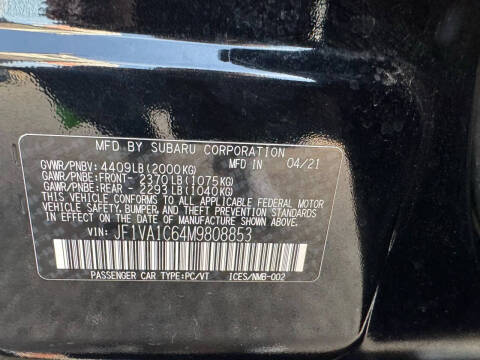 MFD BY SUBARU CORPORATION
GVWR/PNBV: 4409LB(2000KG) MFD IN 04/21
GAWR/PNBE:FRONT- 2370LB(1075KG)
GAWR/PNBE:REAR - 2293LB(1040KG)
THIS VEHICLE CONFORMS TO ALL APPLICABLE FEDERAL MOTOR
VEHICLE SAFETY,BUMPER,AND THEFT PREVENTION STANDARDS
IN EFFECT ON THE DATE OF MANUFACTURE SHOWN ABOVE.
VIN: JF1VA1C64M9808853
PASSENGER CAR TYPE:PC/VT ICES/NMB-002